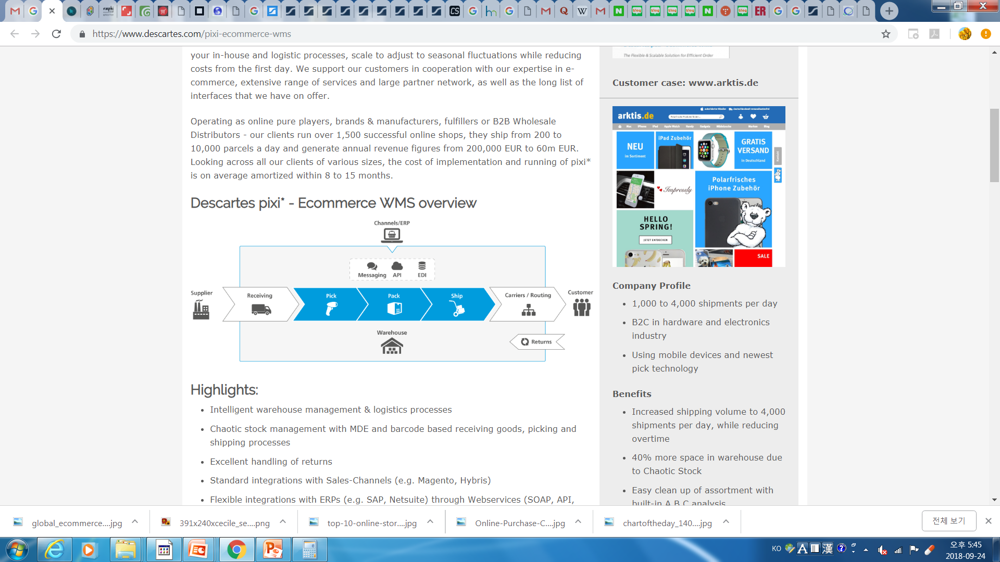 https://www.descartes.com/pixi-ecommerce-wms
your in-house and logistic processes, scale to adjust to seasonal fluctuations while reducing
costs from the first day. We support our customers in cooperation with our expertise in e-
commerce, extensive range of services and large partner network, as well as the long list of
interfaces that we have on offer.
Operating as online pure players, brands & manufacturers, fulfillers or B2B Wholesale
Distributors - our clients run over 1,500 successful online shops, they ship from 200 to
10,000 parcels a day and generate annual revenue figures from 200,000 EUR to 60m EUR.
Looking across all our clients of various sizes, the cost of implementation and running of pixi*
is on average amortized within 8 to 15 months.
Descartes pixi* - Ecommerce WMS overview
Channels/ERP
Messaging API EDI
Supplier
Receiving
Pick
Pack
Ship
Carriers / Routing
Customer
Warehouse
Returns
Highlights:
• Intelligent warehouse management & logistics processes
• Chaotic stock management with MDE and barcode based receiving goods, picking and
shipping processes
• Excellent handling of returns
• Standard integrations with Sales-Channels (e.g. Magento, Hybris)
• Flexible integrations with ERPs (e.g. SAP, Netsuite) through Webservices (SOAP, API,
The Flexible & Scalable Solution for Efficient Order
Customer case: www.arktis.de
arktis.de
Mac iPhone iPad Apple Watch Handy Gadgets Mädelsecke Marken Blog
NEU
im Sortiment
iPad Zubehör
GRATIS
VERSAND
in Deutschland
Kontakt
Impressly
Polarfrisches
iPhone Zubehör
HELLO
SPRING!
JETZT ENTDECKEN
SALE
Company Profile
• 1,000 to 4,000 shipments per day
• B2C in hardware and electronics
industry
• Using mobile devices and newest
pick technology
Benefits
• Increased shipping volume to 4,000
shipments per day, while reducing
overtime
• 40% more space in warehouse due
to Chaotic Stock
• Easy clean up of assortment with
built-in A B C analysis
global_ecommerce....jpg
391x240xcecile_se....png
top-10-online-stor....jpg
Online-Purchase-C....jpg
chartoftheday_140....jpg
전체 보기
KO
A
漢
오후 5:45
2018-09-24